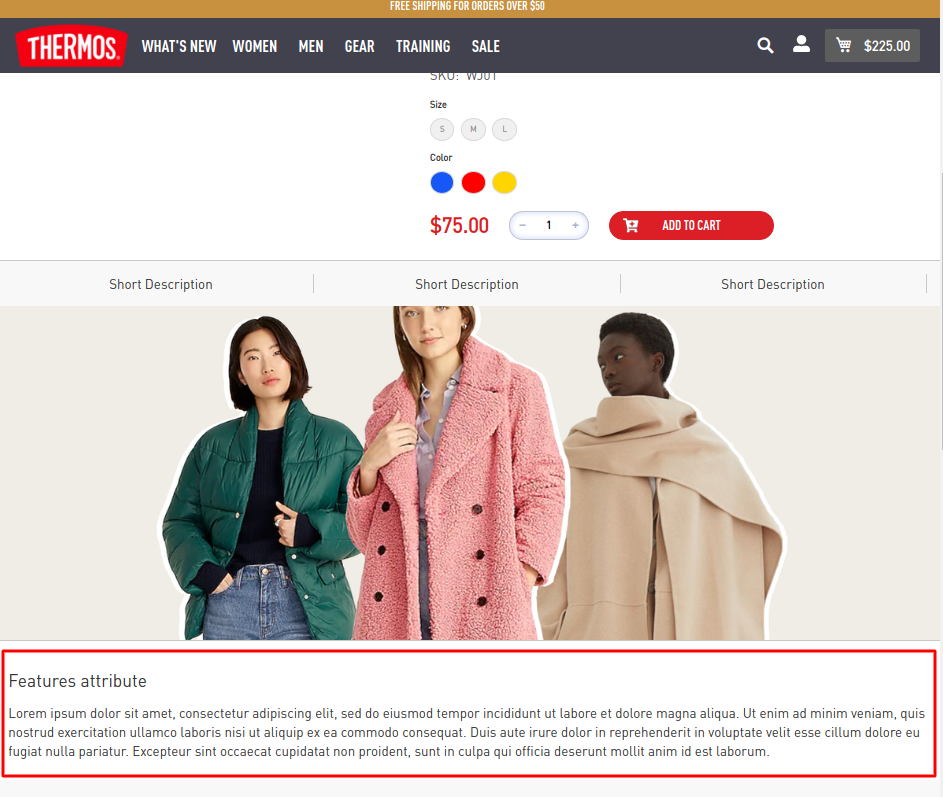 FREE SHIPPING FOR ORDERS OVER $50
THERMOS. WHAT'S NEW WOMEN MEN GEAR TRAINING SALE $225.00
SKU: WJ01
Size
S M L
Color
$75.00 − 1 + ADD TO CART
Short Description Short Description Short Description
Features attribute
Lorem ipsum dolor sit amet, consectetur adipiscing elit, sed do eiusmod tempor incididunt ut labore et dolore magna aliqua. Ut enim ad minim veniam, quis
nostrud exercitation ullamco laboris nisi ut aliquip ex ea commodo consequat. Duis aute irure dolor in reprehenderit in voluptate velit esse cillum dolore eu
fugiat nulla pariatur. Excepteur sint occaecat cupidatat non proident, sunt in culpa qui officia deserunt mollit anim id est laborum.